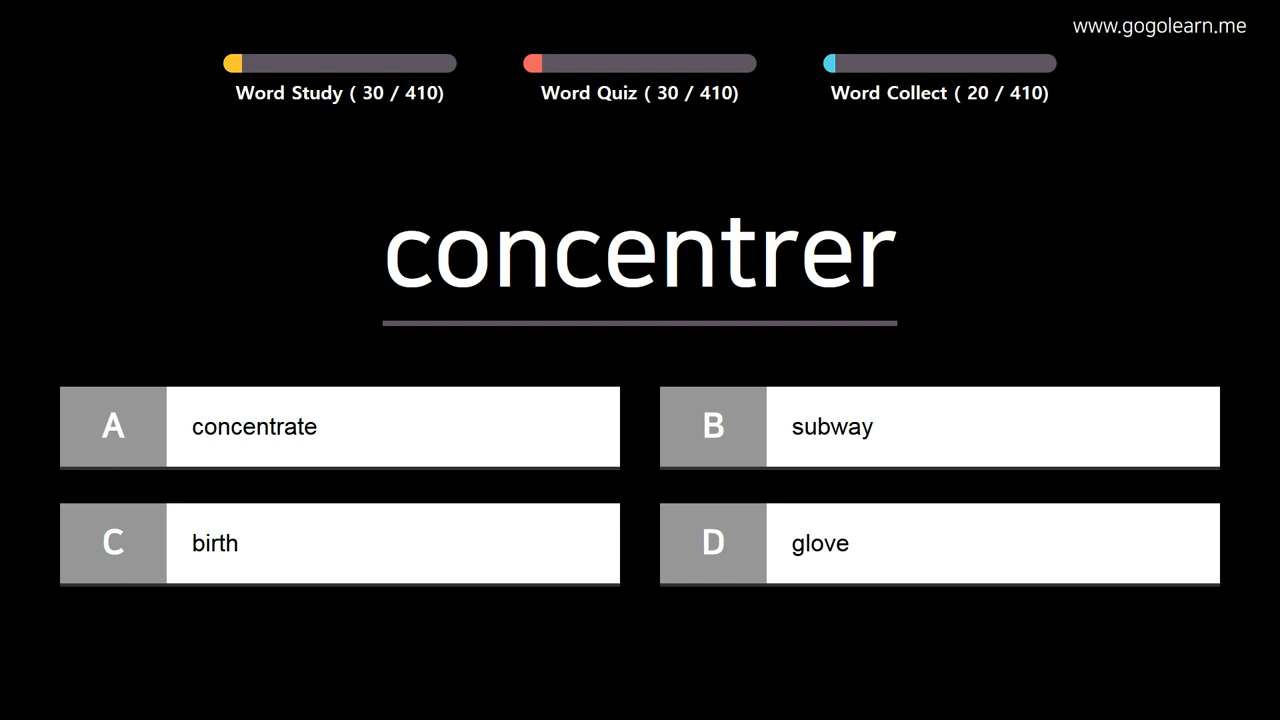 www.gogolearn.me
Word Study ( 30 / 410)
Word Quiz ( 30 / 410)
Word Collect ( 20 / 410)
concentrer
A concentrate
B subway
C birth
D glove